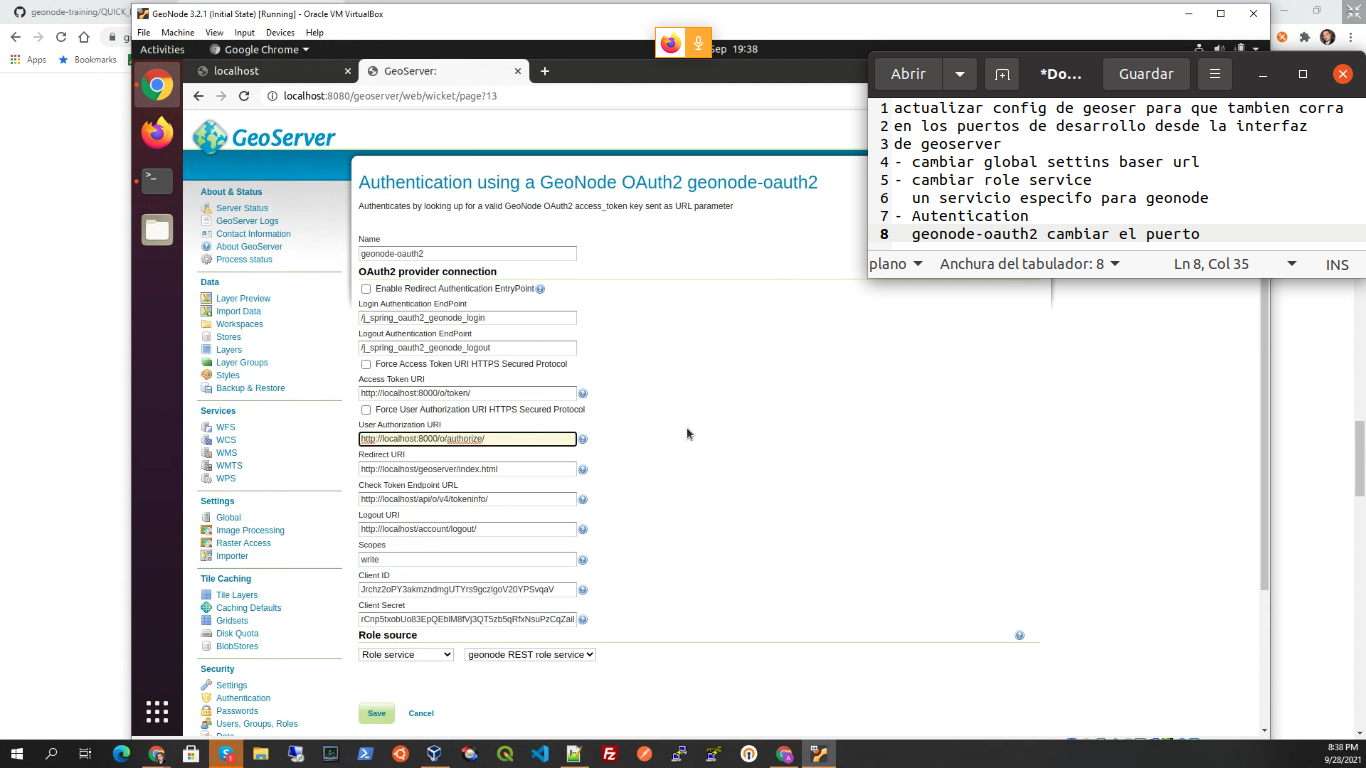 geonode-training/QUICK_
GeoNode 3.2.1 (Initial State) [Running] - Oracle VM VirtualBox
File Machine View Input Devices Help
Apps Bookmarks
Activities Google Chrome Sep 19:38
localhost GeoServer:
localhost:8080/geoserver/web/wicket/page?13
Abrir *Do... Guardar
1 actualizar config de geoser para que tambien corra
2 en los puertos de desarrollo desde la interfaz
3 de geoserver
4 - cambiar global settins baser url
5 - cambiar role service
6 un servicio especifo para geonode
7 - Autentication
8 geonode-oauth2 cambiar el puerto
plano Anchura del tabulador: 8 Ln 8, Col 35 INS
GeoServer
About & Status
Server Status
GeoServer Logs
Contact Information
About GeoServer
Process status
Data
Layer Preview
Import Data
Workspaces
Stores
Layers
Layer Groups
Styles
Backup & Restore
Services
WFS
WCS
WMS
WMTS
WPS
Settings
Global
Image Processing
Raster Access
Importer
Tile Caching
Tile Layers
Caching Defaults
Gridsets
Disk Quota
BlobStores
Security
Settings
Authentication
Passwords
Users, Groups, Roles
Authentication using a GeoNode OAuth2 geonode-oauth2
Authenticates by looking up for a valid GeoNode OAuth2 access_token key sent as URL parameter
Name
geonode-oauth2
OAuth2 provider connection
Enable Redirect Authentication EntryPoint
Login Authentication EndPoint
/j_spring_oauth2_geonode_login
Logout Authentication EndPoint
/j_spring_oauth2_geonode_logout
Force Access Token URI HTTPS Secured Protocol
Access Token URI
http://localhost:8000/o/token/
Force User Authorization URI HTTPS Secured Protocol
User Authorization URI
http://localhost:8000/o/authorize/
Redirect URI
http://localhost/geoserver/index.html
Check Token Endpoint URL
http://localhost/api/o/v4/tokeninfo/
Logout URI
http://localhost/account/logout/
Scopes
write
Client ID
Client Secret
Role source
Role service geonode REST role service
Save Cancel
8:38 PM
9/28/2021